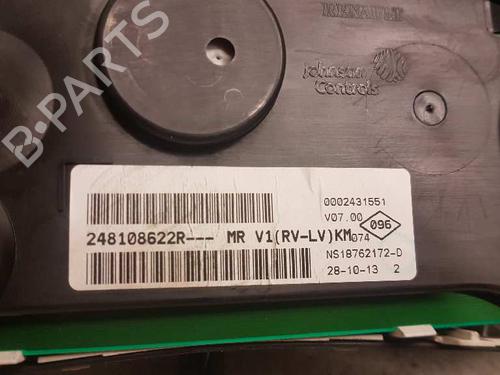 RENAULT
Johnson
Controls
B-PARTS
0002431551
V07.00
096
248108622R--- MR V1(RV-LV)KM
074
NS18762172-D
28-10-13 2